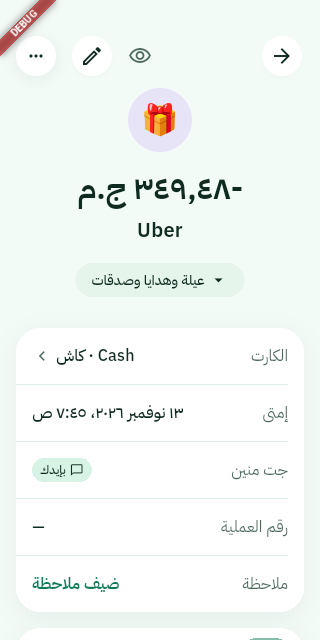 DEBUG
-٣٤٩,٤٨ ج.م
Uber
عيلة وهدايا وصدقات
الكارت
كاش · Cash
إمتى
١٣ نوفمبر ٢٠٢٦، ٧:٤٥ ص
جت منين
بإيدك
رقم العملية
—
ملاحظة
ضيف ملاحظة